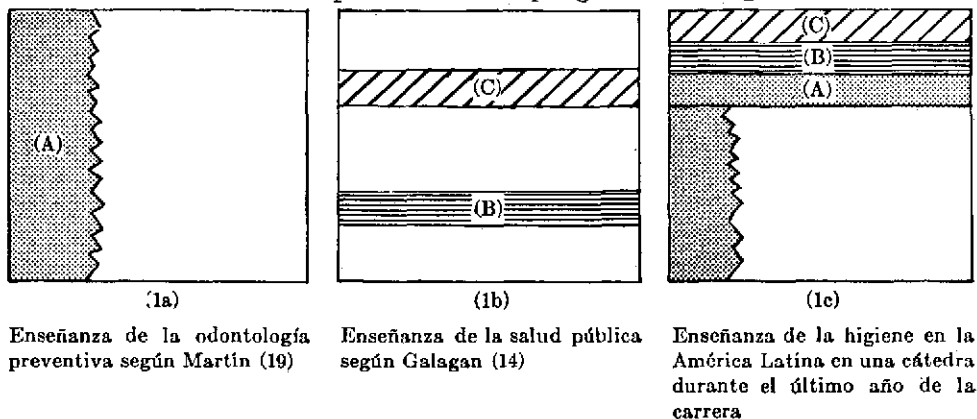 (A)
(C)
(B)
(C)
(B)
(A)
(1a)
(1b)
(1c)
Enseñanza de la odontología
preventiva según Martín (19)
Enseñanza de la salud pública
según Galagan (14)
Enseñanza de la higiene en la
América Latina en una cátedra
durante el último año de la
carrera